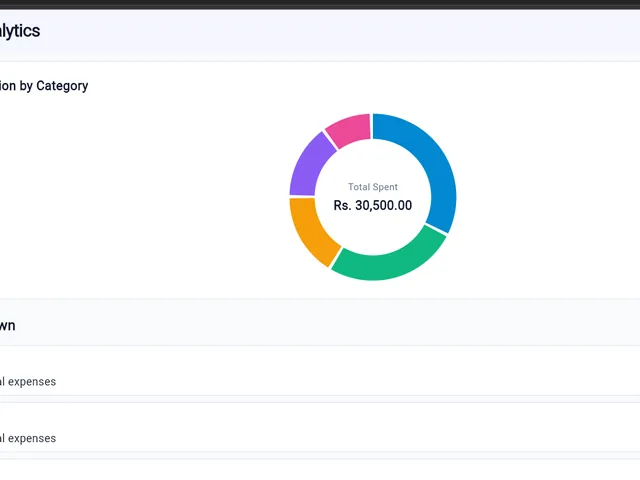 alytics
ion by Category
Total Spent
Rs. 30,500.00
wn
al expenses
al expenses